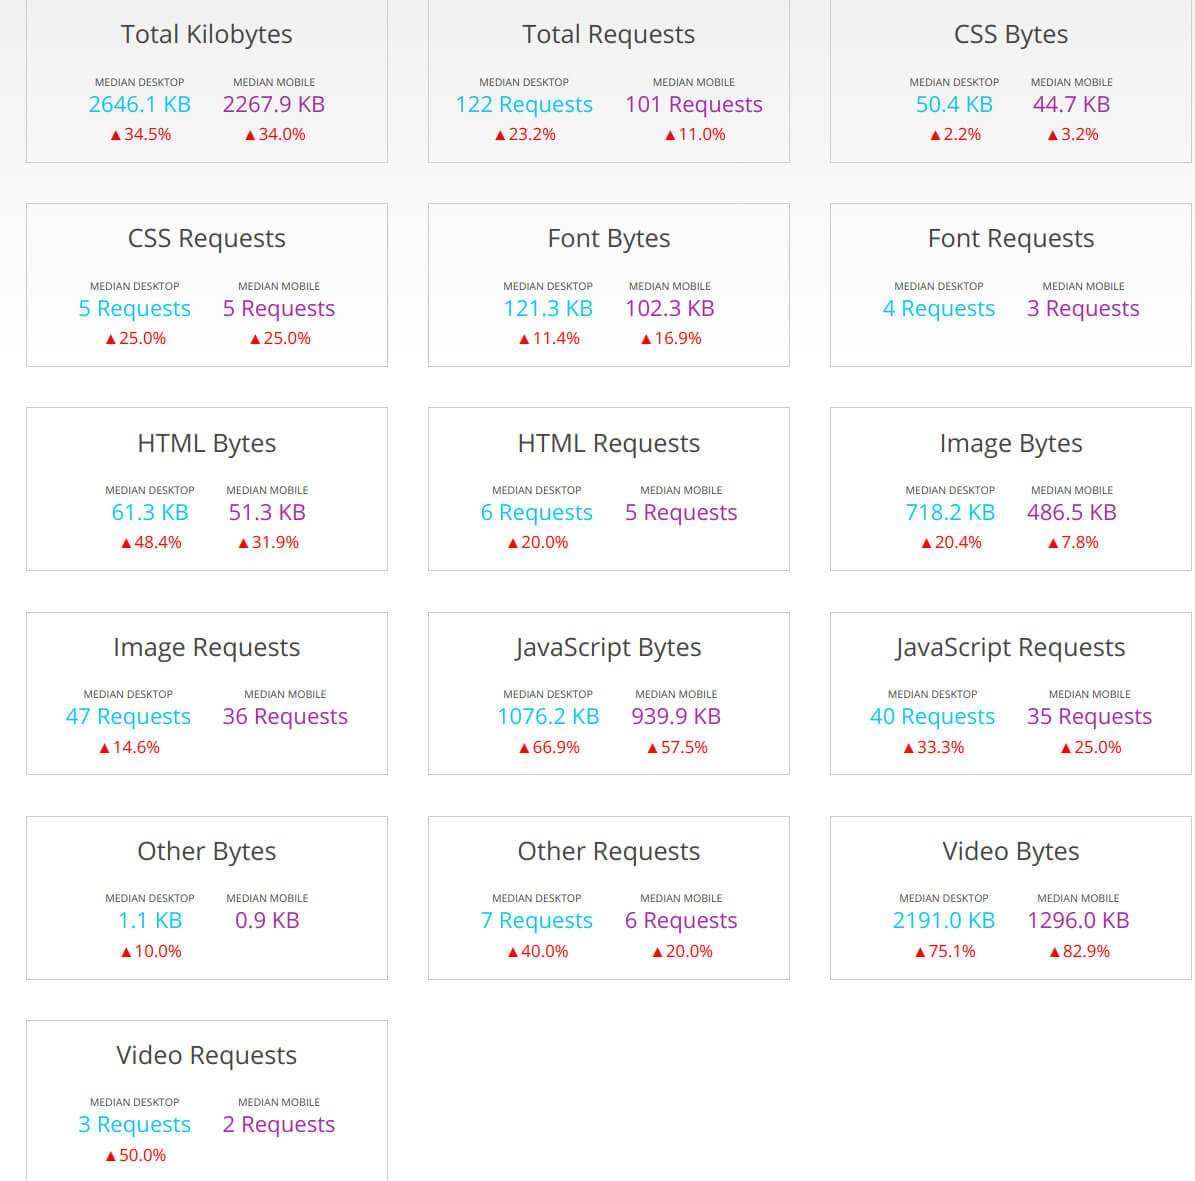 Total Kilobytes
MEDIAN DESKTOP MEDIAN MOBILE
2646.1 KB 2267.9 KB
▲34.5% ▲34.0%
Total Requests
MEDIAN DESKTOP MEDIAN MOBILE
122 Requests 101 Requests
▲23.2% ▲11.0%
CSS Bytes
MEDIAN DESKTOP MEDIAN MOBILE
50.4 KB 44.7 KB
▲2.2% ▲3.2%
CSS Requests
MEDIAN DESKTOP MEDIAN MOBILE
5 Requests 5 Requests
▲25.0% ▲25.0%
Font Bytes
MEDIAN DESKTOP MEDIAN MOBILE
121.3 KB 102.3 KB
▲11.4% ▲16.9%
Font Requests
MEDIAN DESKTOP MEDIAN MOBILE
4 Requests 3 Requests
HTML Bytes
MEDIAN DESKTOP MEDIAN MOBILE
61.3 KB 51.3 KB
▲48.4% ▲31.9%
HTML Requests
MEDIAN DESKTOP MEDIAN MOBILE
6 Requests 5 Requests
▲20.0%
Image Bytes
MEDIAN DESKTOP MEDIAN MOBILE
718.2 KB 486.5 KB
▲20.4% ▲7.8%
Image Requests
MEDIAN DESKTOP MEDIAN MOBILE
47 Requests 36 Requests
▲14.6%
JavaScript Bytes
MEDIAN DESKTOP MEDIAN MOBILE
1076.2 KB 939.9 KB
▲66.9% ▲57.5%
JavaScript Requests
MEDIAN DESKTOP MEDIAN MOBILE
40 Requests 35 Requests
▲33.3% ▲25.0%
Other Bytes
MEDIAN DESKTOP MEDIAN MOBILE
1.1 KB 0.9 KB
▲10.0%
Other Requests
MEDIAN DESKTOP MEDIAN MOBILE
7 Requests 6 Requests
▲40.0% ▲20.0%
Video Bytes
MEDIAN DESKTOP MEDIAN MOBILE
2191.0 KB 1296.0 KB
▲75.1% ▲82.9%
Video Requests
MEDIAN DESKTOP MEDIAN MOBILE
3 Requests 2 Requests
▲50.0%